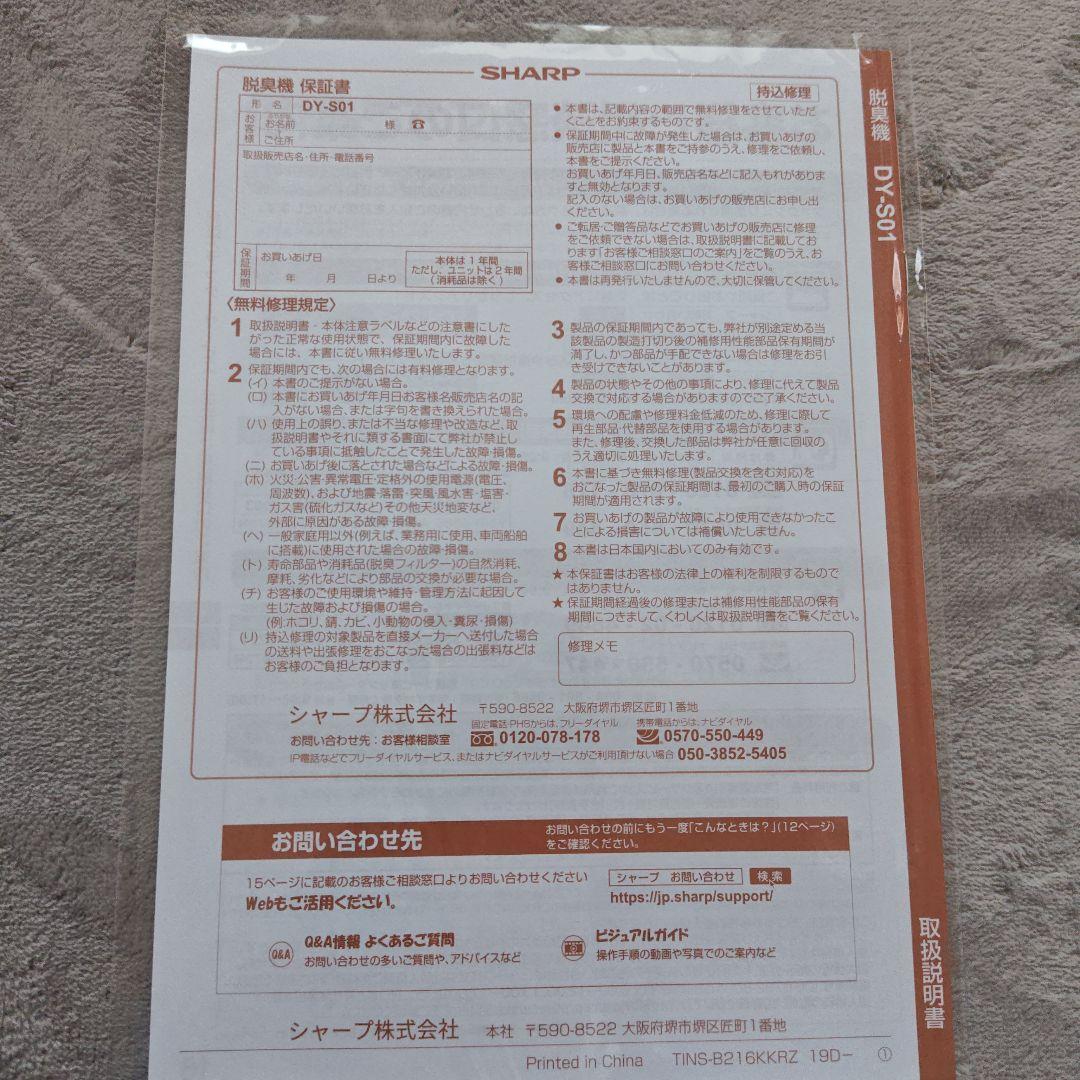 SHARP
脱臭機 保証書
持込修理
形 名 DY-S01
お客様
お名前 様 ☎
ご住所
取扱販売店名・住所・電話番号
保証期間
お買いあげ日
年 月 日より
本体は1年間
ただし、ユニットは2年間
(消耗品は除く)
● 本書は、記載内容の範囲で無料修理をさせていただ
くことをお約束するものです。
● 保証期間中に故障が発生した場合は、お買いあげの
販売店に製品と本書をご持参のうえ、修理をご依頼し、
本書をご提示ください。
お買いあげ年月日、販売店名などに記入もれがありま
すと無効となります。
記入のない場合は、お買いあげの販売店にお申し出
ください。
● ご転居・ご贈答品などでお買いあげの販売店に修理
をご依頼できない場合は、取扱説明書に記載してお
ります「お客様ご相談窓口のご案内」をご覧のうえ、お
客様ご相談窓口にお問い合わせください。
● 本書は再発行いたしませんので、大切に保管してください。
〈無料修理規定〉
1 取扱説明書・本体注意ラベルなどの注意書にした
がった正常な使用状態で、保証期間内に故障した
場合には、本書に従い無料修理いたします。
2 保証期間内でも、次の場合には有料修理となります。
(イ) 本書のご提示がない場合。
(ロ) 本書にお買いあげ年月日お客様名販売店名の記
入がない場合、または字句を書き換えられた場合。
(ハ) 使用上の誤り、または不当な修理や改造など、取
扱説明書やそれに類する書面にて弊社が禁止し
ている事項に抵触したことで発生した故障・損傷。
(ニ) お買いあげ後に落とされた場合などによる故障・損傷。
(ホ) 火災・公害・異常電圧・定格外の使用電源(電圧、
周波数)、および地震・落雷・突風・風水害・塩害・
ガス害(硫化ガスなど)その他天災地変など、
外部に原因がある故障・損傷。
(ヘ) 一般家庭用以外(例えば、業務用に使用、車両船舶
に搭載)に使用された場合の故障・損傷。
(ト) 寿命部品や消耗品(脱臭フィルター)の自然消耗、
摩耗、劣化などにより部品の交換が必要な場合。
(チ) お客様のご使用環境や維持・管理方法に起因して
生じた故障および損傷の場合。
(例:ホコリ、錆、カビ、小動物の侵入・糞尿・損傷)
(リ) 持込修理の対象製品を直接メーカーへ送付した場合
の送料や出張修理をおこなった場合の出張料などは
お客様のご負担となります。
3 製品の保証期間内であっても、弊社が別途定める当
該製品の製造打切り後の補修用性能部品保有期間が
満了し、かつ部品が手配できない場合は修理をお引
き受けできないことがあります。
4 製品の状態やその他の事項により、修理に代えて製品
交換で対応する場合がありますのでご了承ください。
5 環境への配慮や修理料金低減のため、修理に際して
再生部品・代替部品を使用する場合があります。
また、修理後、交換した部品は弊社が任意に回収の
うえ適切に処理いたします。
6 本書に基づき無料修理(製品交換を含む対応)を
おこなった製品の保証期間は、最初のご購入時の保証
期間が適用されます。
7 お買いあげの製品が故障により使用できなかったこ
とによる損害については補償いたしません。
8 本書は日本国内においてのみ有効です。
★ 本保証書はお客様の法律上の権利を制限するもので
はありません。
★ 保証期間経過後の修理または補修用性能部品の保有
期間につきまして、くわしくは取扱説明書をご覧ください。
修理メモ
シャープ株式会社 〒590-8522 大阪府堺市堺区匠町1番地
固定電話・PHSからは、フリーダイヤル 携帯電話からは、ナビダイヤル
お問い合わせ先:お客様相談室 0120-078-178 0570-550-449
IP電話などでフリーダイヤルサービス、またはナビダイヤルサービスがご利用頂けない場合 050-3852-5405
お問い合わせ先
お問い合わせの前にもう一度「こんなときは?」(12ページ)
をご確認ください。
15ページに記載のお客様ご相談窓口よりお問い合わせください
Webもご活用ください。
シャープ お問い合わせ 検索
https://jp.sharp/support/
Q&A
Q&A情報 よくあるご質問
お問い合わせの多いご質問や、アドバイスなど
ビジュアルガイド
操作手順の動画や写真でのご案内など
シャープ株式会社 本社 〒590-8522 大阪府堺市堺区匠町1番地
Printed in China TINS-B216KKRZ 19D- ①
脱臭機 DY-S01
取扱説明書